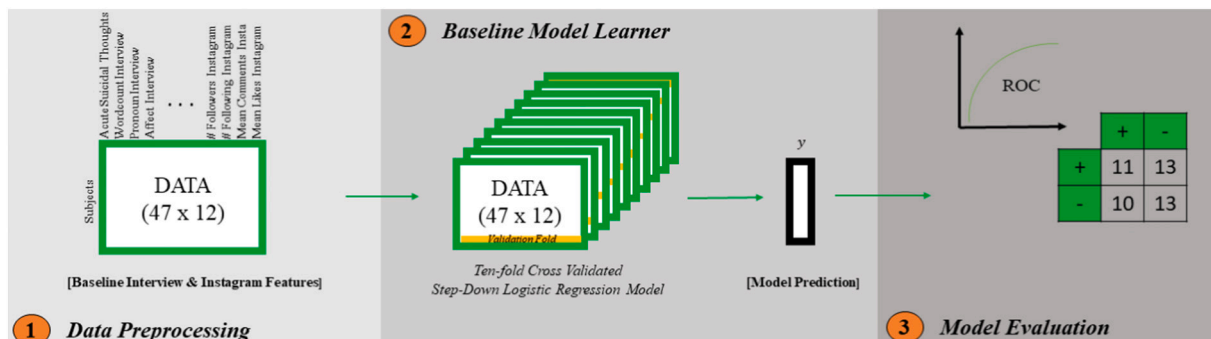 Acute Suicidal Thoughts
Wordcount Interview
Pronoun Interview
Affect Interview
. . .
# Followers Instagram
# Following Instagram
Mean Comments Insta
Mean Likes Instagram
Subjects
DATA
(47 x 12)
[Baseline Interview & Instagram Features]
1 Data Preprocessing
2 Baseline Model Learner
DATA
(47 x 12)
Validation Fold
Ten-fold Cross Validated
Step-Down Logistic Regression Model
y
[Model Prediction]
ROC
+ -
+ 11 13
- 10 13
3 Model Evaluation